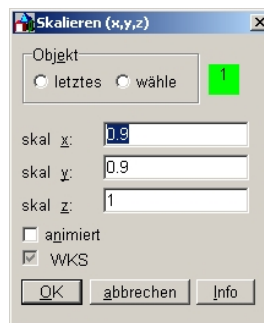 Skalieren (x,y,z)
Objekt
letztes wähle
1
skal x: 0.9
skal y: 0.9
skal z: 1
animiert
WKS
OK abbrechen Info